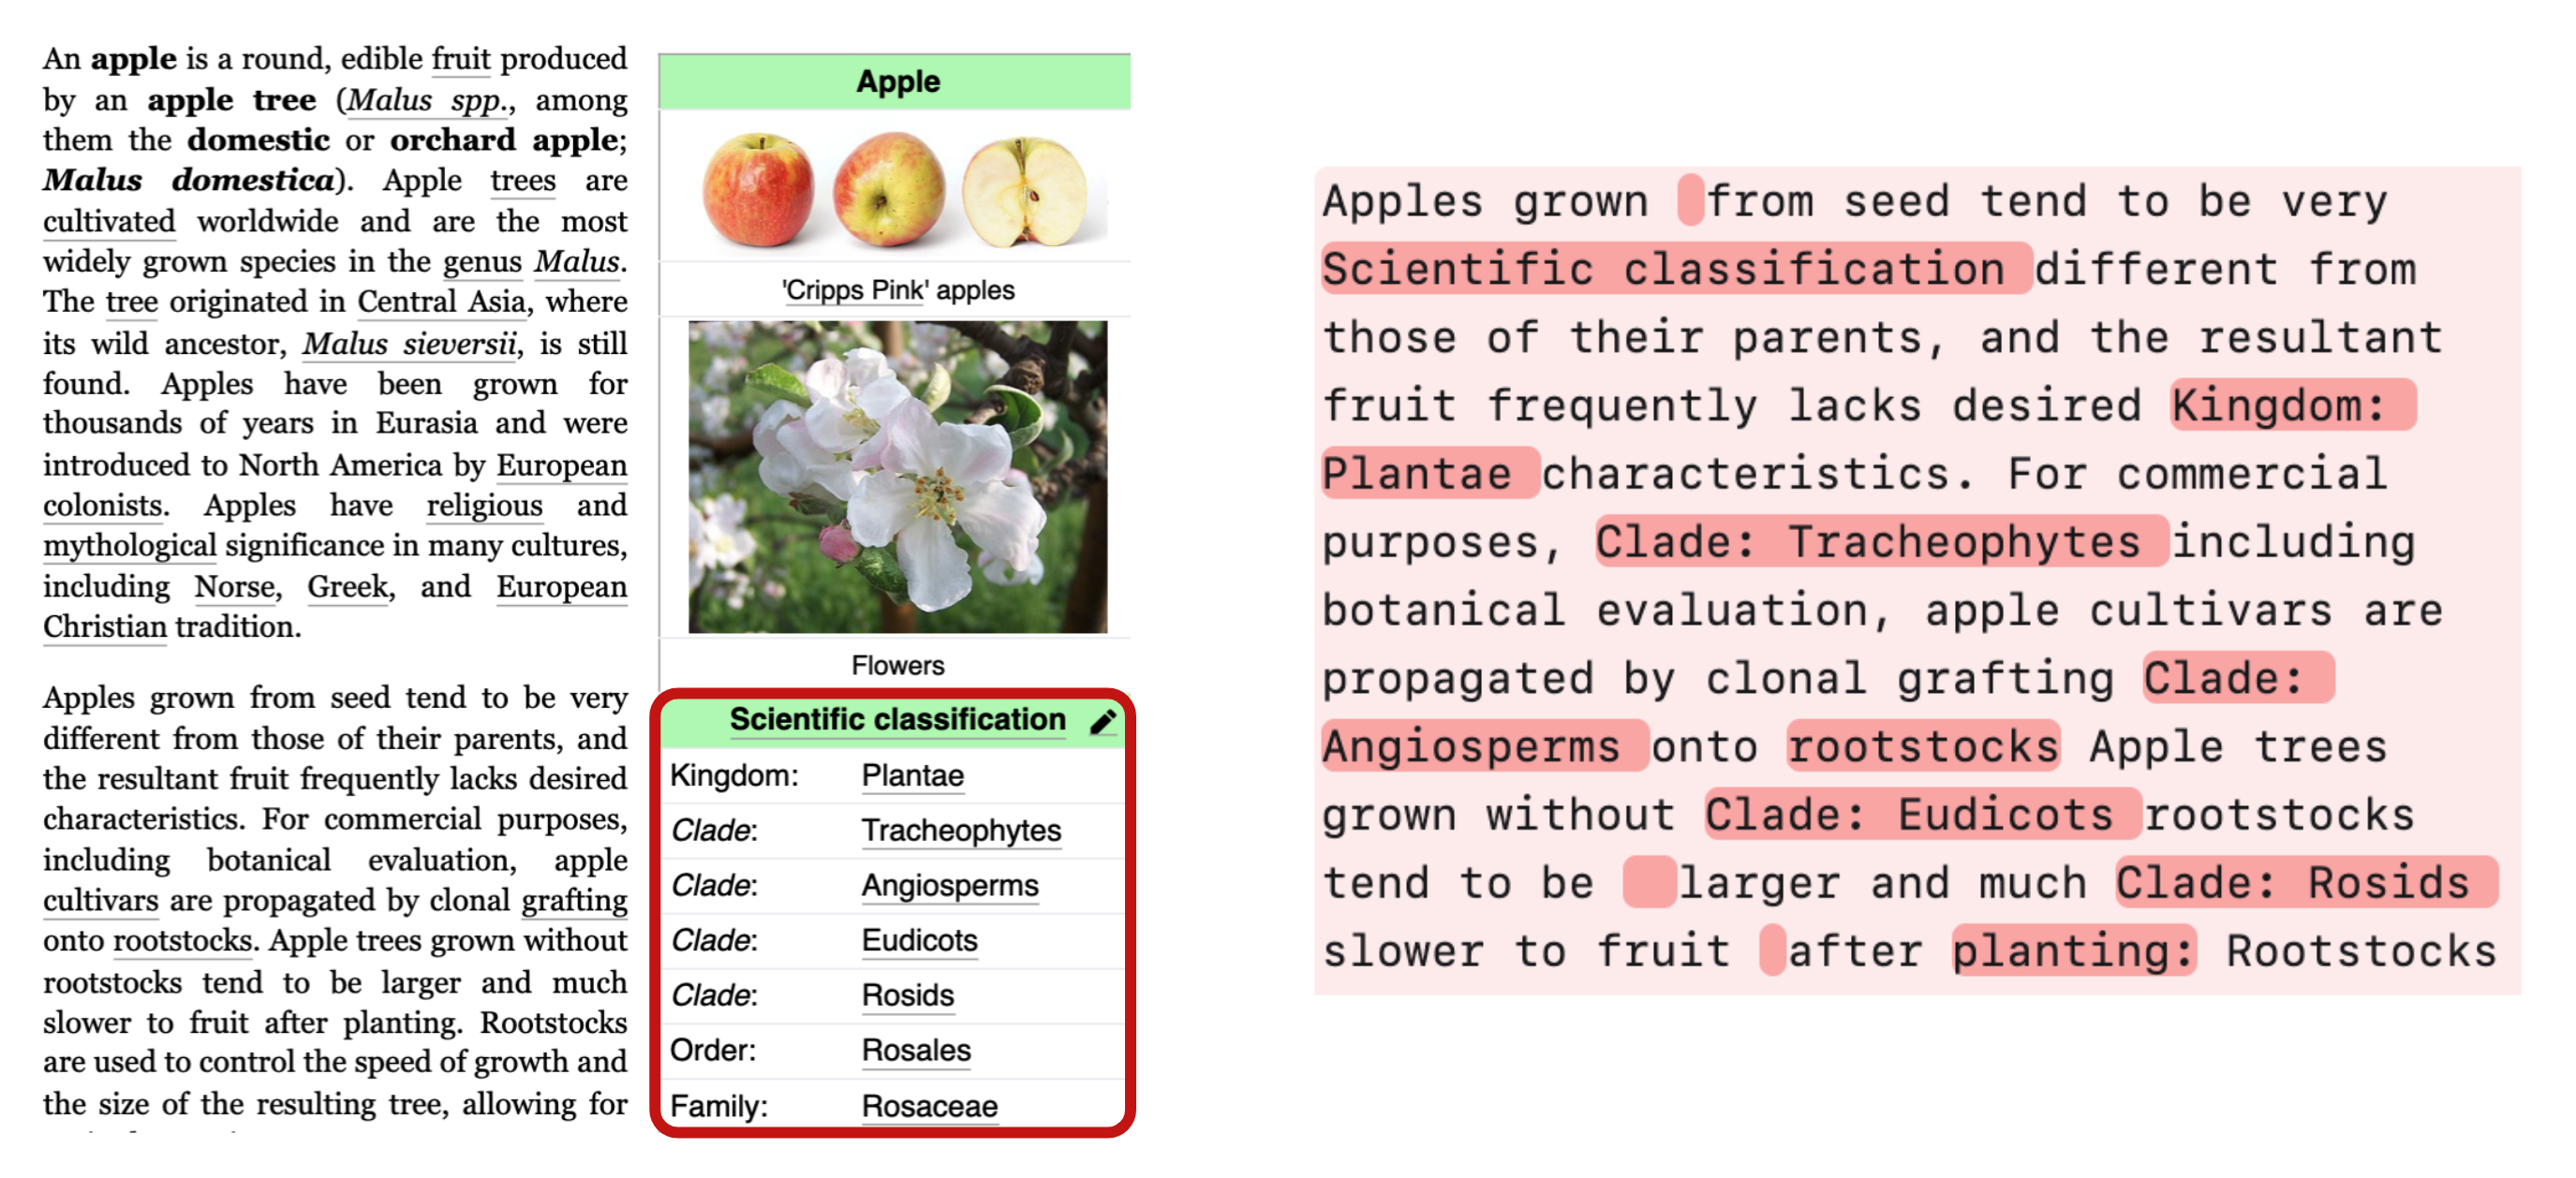 An apple is a round, edible fruit produced
by an apple tree (Malus spp., among
them the domestic or orchard apple;
Malus domestica). Apple trees are
cultivated worldwide and are the most
widely grown species in the genus Malus.
The tree originated in Central Asia, where
its wild ancestor, Malus sieversii, is still
found. Apples have been grown for
thousands of years in Eurasia and were
introduced to North America by European
colonists. Apples have religious and
mythological significance in many cultures,
including Norse, Greek, and European
Christian tradition.
Apples grown from seed tend to be very
different from those of their parents, and
the resultant fruit frequently lacks desired
characteristics. For commercial purposes,
including botanical evaluation, apple
cultivars are propagated by clonal grafting
onto rootstocks. Apple trees grown without
rootstocks tend to be larger and much
slower to fruit after planting. Rootstocks
are used to control the speed of growth and
the size of the resulting tree, allowing for
Apple
'Cripps Pink' apples
Flowers
Scientific classification
Kingdom: Plantae
Clade: Tracheophytes
Clade: Angiosperms
Clade: Eudicots
Clade: Rosids
Order: Rosales
Family: Rosaceae
Apples grown from seed tend to be very
Scientific classification different from
those of their parents, and the resultant
fruit frequently lacks desired Kingdom:
Plantae characteristics. For commercial
purposes, Clade: Tracheophytes including
botanical evaluation, apple cultivars are
propagated by clonal grafting Clade:
Angiosperms onto rootstocks Apple trees
grown without Clade: Eudicots rootstocks
tend to be larger and much Clade: Rosids
slower to fruit after planting: Rootstocks